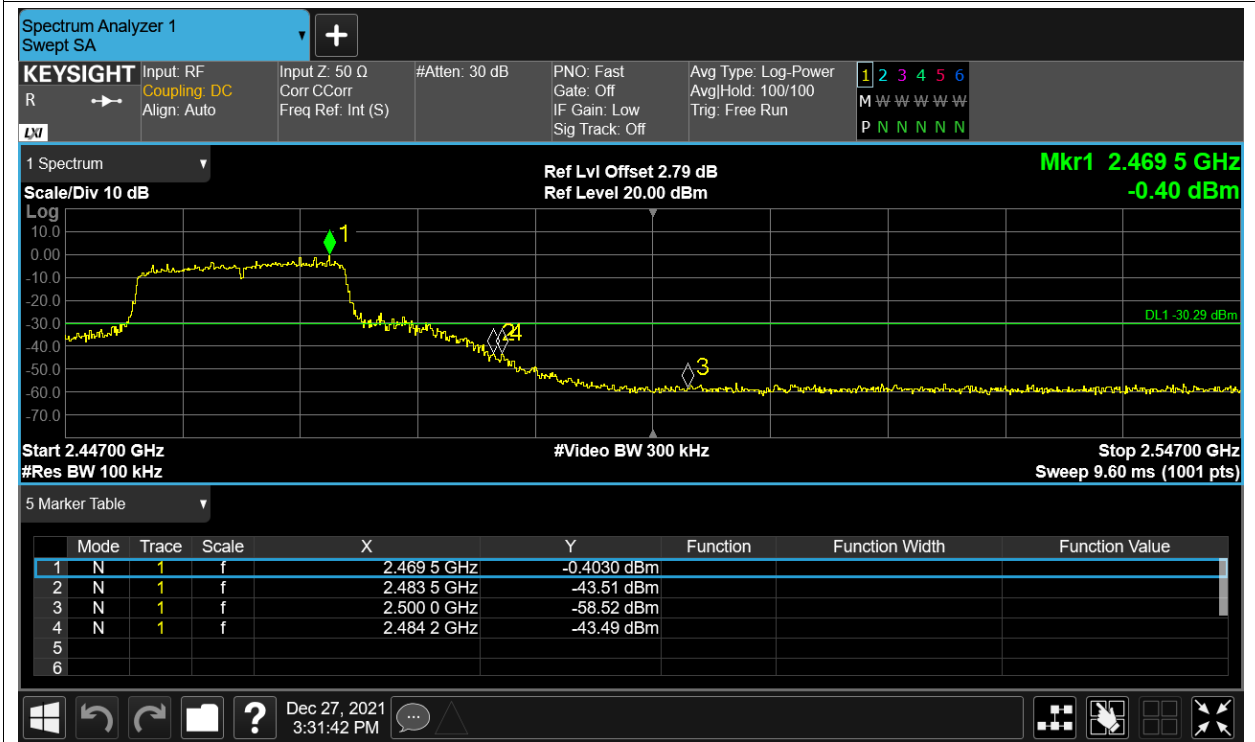 Spectrum Analyzer 1
Swept SA
+
KEYSIGHT Input: RF Input Z: 50 Ω #Atten: 30 dB PNO: Fast Avg Type: Log-Power 1 2 3 4 5 6
R Coupling: DC Corr CCorr Gate: Off Avg|Hold: 100/100 M W W W W W
Align: Auto Freq Ref: Int (S) IF Gain: Low Trig: Free Run
LXI Sig Track: Off P N N N N N
1 Spectrum Ref Lvl Offset 2.79 dB Mkr1 2.469 5 GHz
Scale/Div 10 dB Ref Level 20.00 dBm -0.40 dBm
Log
10.0 1
0.00
-10.0
-20.0
-30.0 DL1 -30.29 dBm
24
-40.0
-50.0 3
-60.0
-70.0
Start 2.44700 GHz #Video BW 300 kHz Stop 2.54700 GHz
#Res BW 100 kHz Sweep 9.60 ms (1001 pts)
5 Marker Table
Mode Trace Scale X Y Function Function Width Function Value
1 N 1 f 2.469 5 GHz -0.4030 dBm
2 N 1 f 2.483 5 GHz -43.51 dBm
3 N 1 f 2.500 0 GHz -58.52 dBm
4 N 1 f 2.484 2 GHz -43.49 dBm
5
6
? Dec 27, 2021
3:31:42 PM